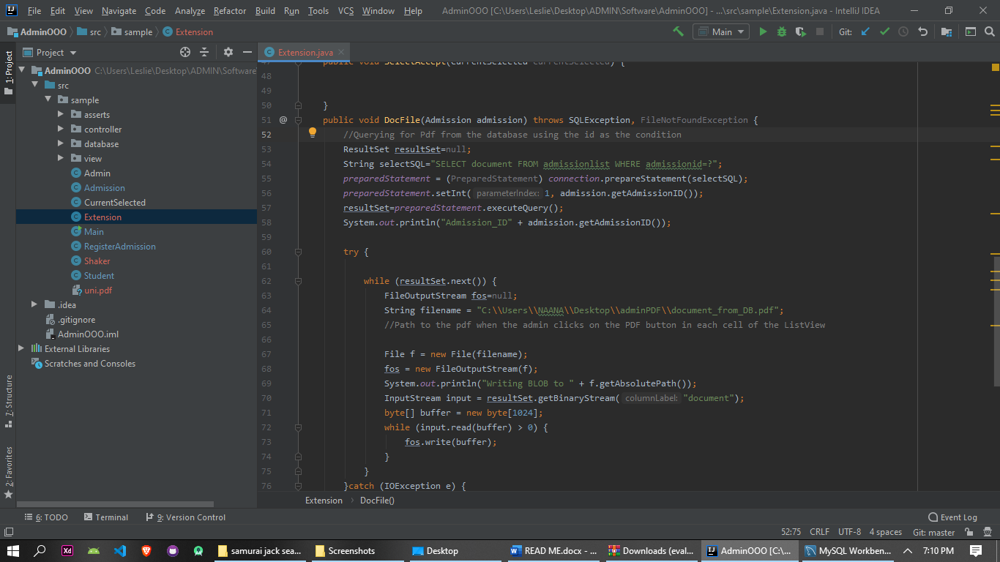 File Edit View Navigate Code Analyze Refactor Build Run Tools VCS Window Help AdminOOO [C:\Users\Leslie\Desktop\ADMIN\Software\AdminOOO] - ...\src\sample\Extension.java - IntelliJ IDEA
AdminOOO src sample Extension Main Git:
1: Project
Project
Extension.java
AdminOOO C:\Users\Leslie\Desktop\ADMIN\Software
src
sample
asserts
controller
database
view
Admin
Admission
CurrentSelected
Extension
Main
RegisterAdmission
Shaker
Student
uni.pdf
.idea
.gitignore
AdminOOO.iml
External Libraries
Scratches and Consoles
Z: Structure
2: Favorites
47 public void SelectAccept(CurrentSelected currentSelected) {
48
49
50 }
51 @ public void DocFile(Admission admission) throws SQLException, FileNotFoundException {
52 //Querying for Pdf from the database using the id as the condition
53 ResultSet resultSet=null;
54 String selectSQL="SELECT document FROM admissionlist WHERE admissionid=?";
55 preparedStatement = (PreparedStatement) connection.prepareStatement(selectSQL);
56 preparedStatement.setInt( parameterIndex: 1, admission.getAdmissionID());
57 resultSet=preparedStatement.executeQuery();
58 System.out.println("Admission_ID" + admission.getAdmissionID());
59
60 try {
61
62 while (resultSet.next()) {
63 FileOutputStream fos=null;
64 String filename = "C:\\Users\\NAANA\\Desktop\\adminPDF\\document_from_DB.pdf";
65 //Path to the pdf when the admin clicks on the PDF button in each cell of the ListView
66
67 File f = new File(filename);
68 fos = new FileOutputStream(f);
69 System.out.println("Writing BLOB to " + f.getAbsolutePath());
70 InputStream input = resultSet.getBinaryStream( columnLabel: "document");
71 byte[] buffer = new byte[1024];
72 while (input.read(buffer) > 0) {
73 fos.write(buffer);
74 }
75 }
76 }catch (IOException e) {
Extension DocFile()
6: TODO Terminal 9: Version Control Event Log
52:75 CRLF UTF-8 4 spaces Git: master
Xd samurai jack sea... Screenshots Desktop READ ME.docx - ... Downloads (eval... AdminOOO [C:\... MySQL Workben... 7:10 PM